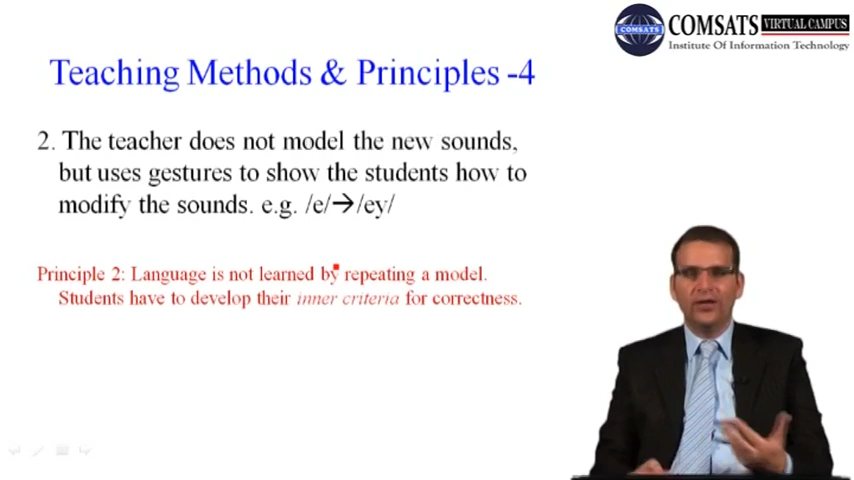 COMSATS VIRTUAL CAMPUS
COMSATS
Institute Of Information Technology
Teaching Methods & Principles -4
2. The teacher does not model the new sounds,
but uses gestures to show the students how to
modify the sounds. e.g. /e/→/ey/
Principle 2: Language is not learned by repeating a model.
Students have to develop their inner criteria for correctness.